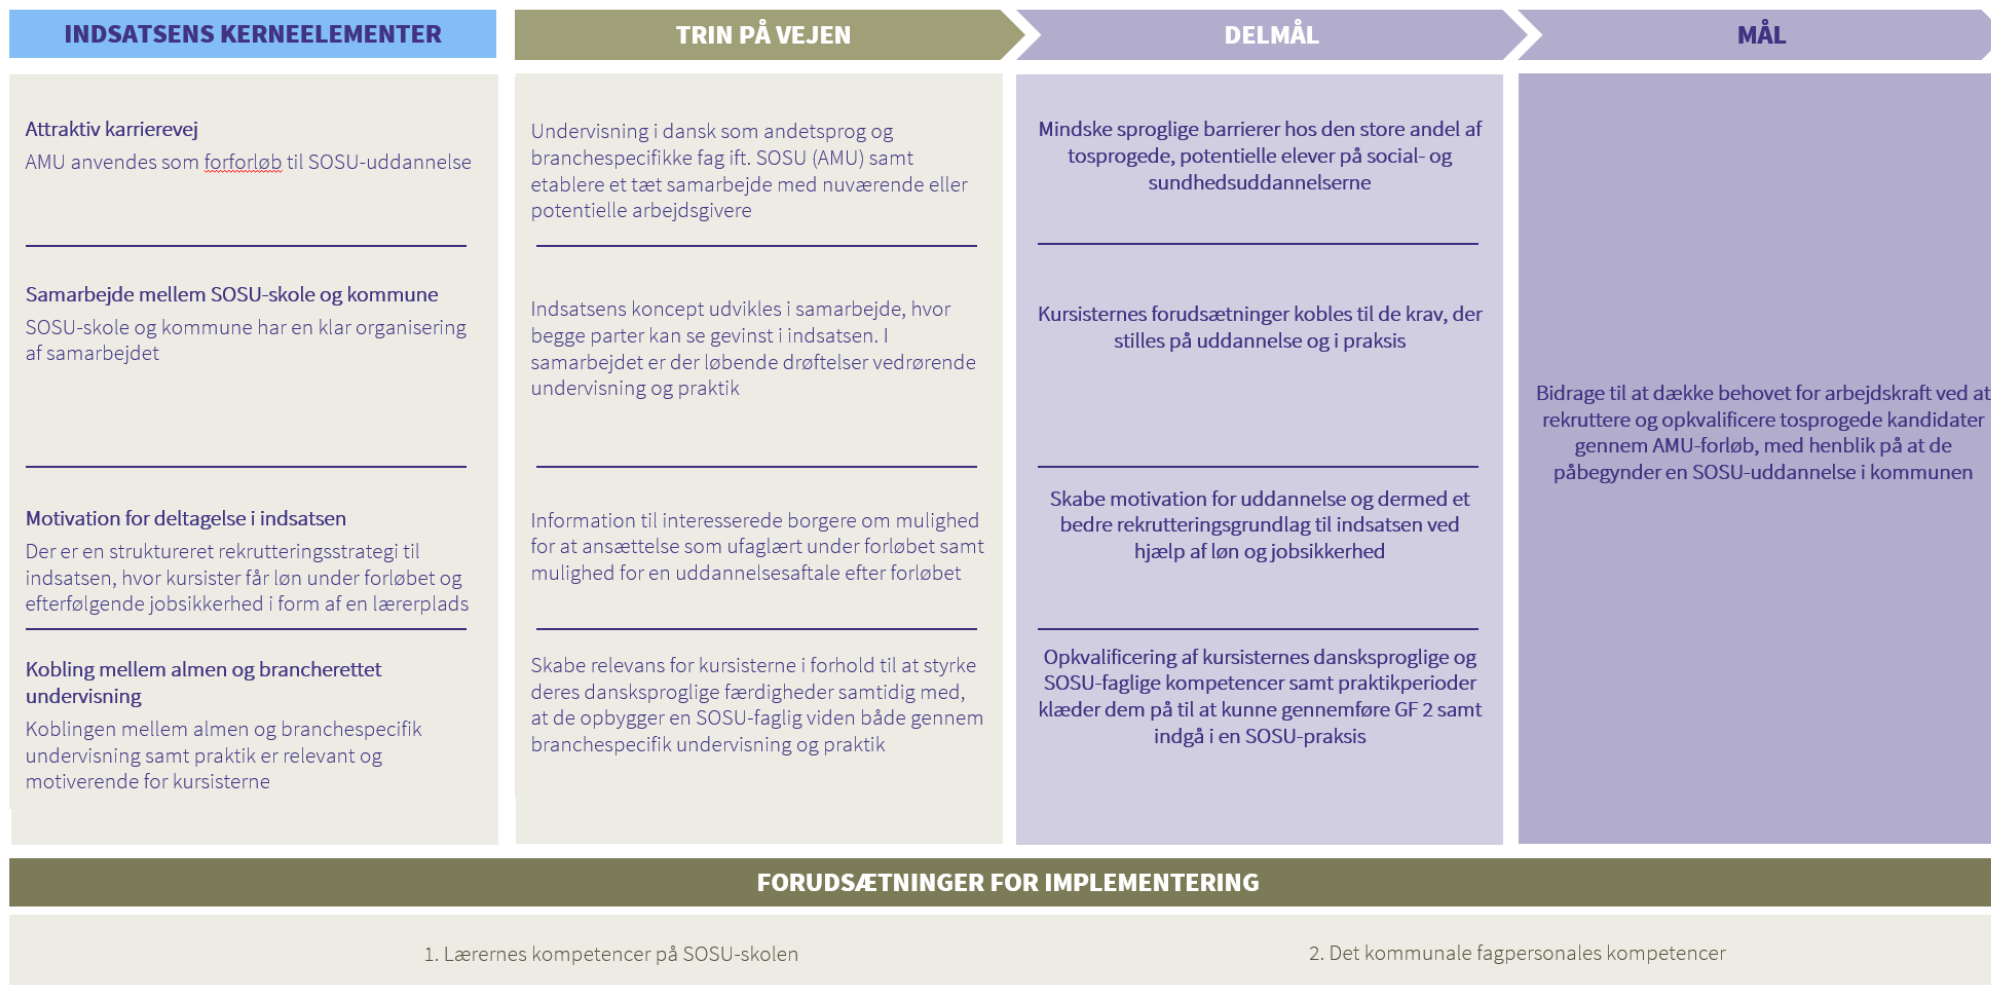 INDSATSENS KERNEELEMENTER
TRIN PÅ VEJEN
DELMÅL
MÅL
Attraktiv karrierevej
AMU anvendes som forforløb til SOSU-uddannelse
Undervisning i dansk som andetsprog og
branchespecifikke fag ift. SOSU (AMU) samt
etablere et tæt samarbejde med nuværende eller
potentielle arbejdsgivere
Mindske sproglige barrierer hos den store andel af
tosprogede, potentielle elever på social- og
sundhedsuddannelserne
Samarbejde mellem SOSU-skole og kommune
SOSU-skole og kommune har en klar organisering
af samarbejdet
Indsatsens koncept udvikles i samarbejde, hvor
begge parter kan se gevinst i indsatsen. I
samarbejdet er der løbende drøftelser vedrørende
undervisning og praktik
Kursisternes forudsætninger kobles til de krav, der
stilles på uddannelse og i praksis
Motivation for deltagelse i indsatsen
Der er en struktureret rekrutteringsstrategi til
indsatsen, hvor kursister får løn under forløbet og
efterfølgende jobsikkerhed i form af en lærerplads
Information til interesserede borgere om mulighed
for at ansættelse som ufaglært under forløbet samt
mulighed for en uddannelsesaftale efter forløbet
Skabe motivation for uddannelse og dermed et
bedre rekrutteringsgrundlag til indsatsen ved
hjælp af løn og jobsikkerhed
Kobling mellem almen og brancherettet
undervisning
Koblingen mellem almen og branchespecifik
undervisning samt praktik er relevant og
motiverende for kursisterne
Skabe relevans for kursisterne i forhold til at styrke
deres dansksproglige færdigheder samtidig med,
at de opbygger en SOSU-faglig viden både gennem
branchespecifik undervisning og praktik
Opkvalificering af kursisternes dansksproglige og
SOSU-faglige kompetencer samt praktikperioder
klæder dem på til at kunne gennemføre GF 2 samt
indgå i en SOSU-praksis
Bidrage til at dække behovet for arbejdskraft ved at
rekruttere og opkvalificere tosprogede kandidater
gennem AMU-forløb, med henblik på at de
påbegynder en SOSU-uddannelse i kommunen
FORUDSÆTNINGER FOR IMPLEMENTERING
1. Lærernes kompetencer på SOSU-skolen
2. Det kommunale fagpersonales kompetencer